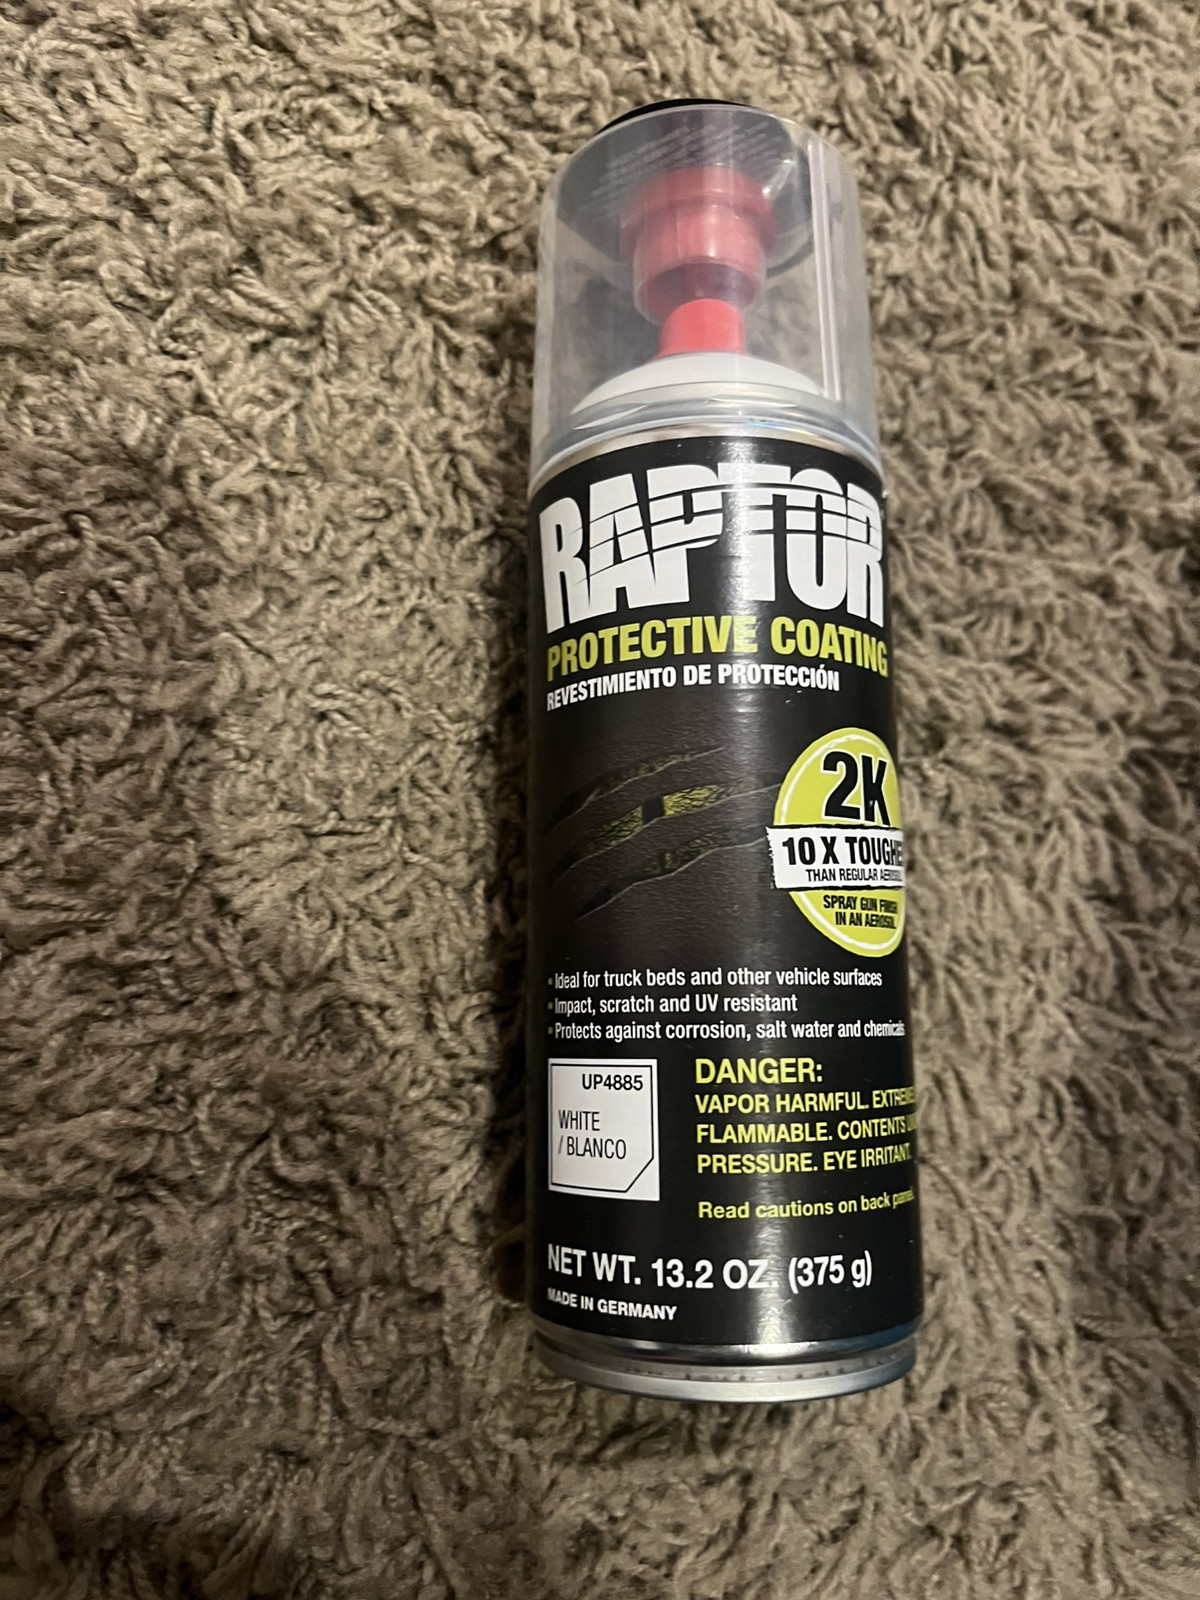 RAPTOR
PROTECTIVE COATING
REVESTIMIENTO DE PROTECCIÓN
2K
10 X TOUGHE
THAN REGULAR
SPRAY GUN FINISH
IN AN AEROSOL
• Ideal for truck beds and other vehicle surfaces
• Impact, scratch and UV resistant
• Protects against corrosion, salt water and chemicals
UP4885
WHITE
/ BLANCO
DANGER:
VAPOR HARMFUL. EXTREME
FLAMMABLE. CONTENTS
PRESSURE. EYE IRRITANT.
Read cautions on back panel.
NET WT. 13.2 OZ. (375 g)
MADE IN GERMANY